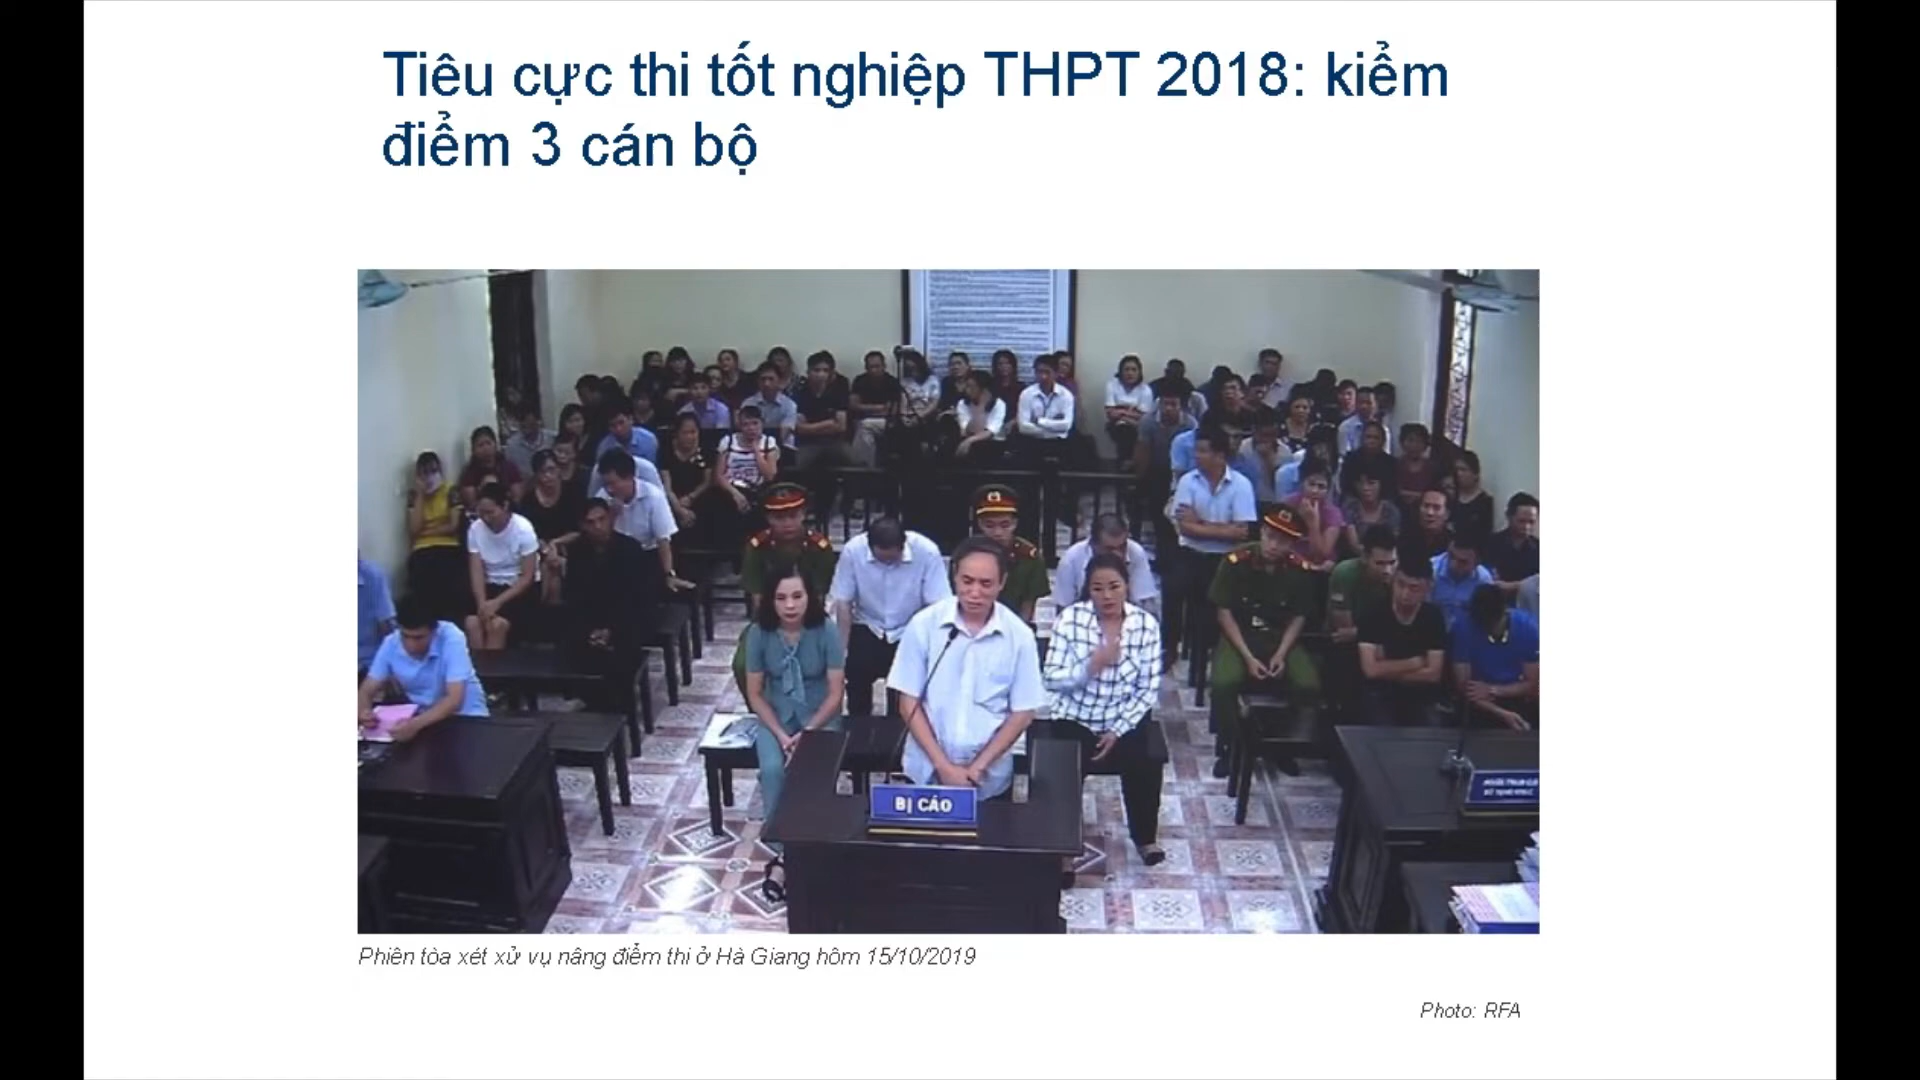 Tiêu cực thi tốt nghiệp THPT 2018: kiểm
điểm 3 cán bộ
BỊ CÁO
Phiên tòa xét xử vụ nâng điểm thi ở Hà Giang hôm 15/10/2019
Photo: RFA